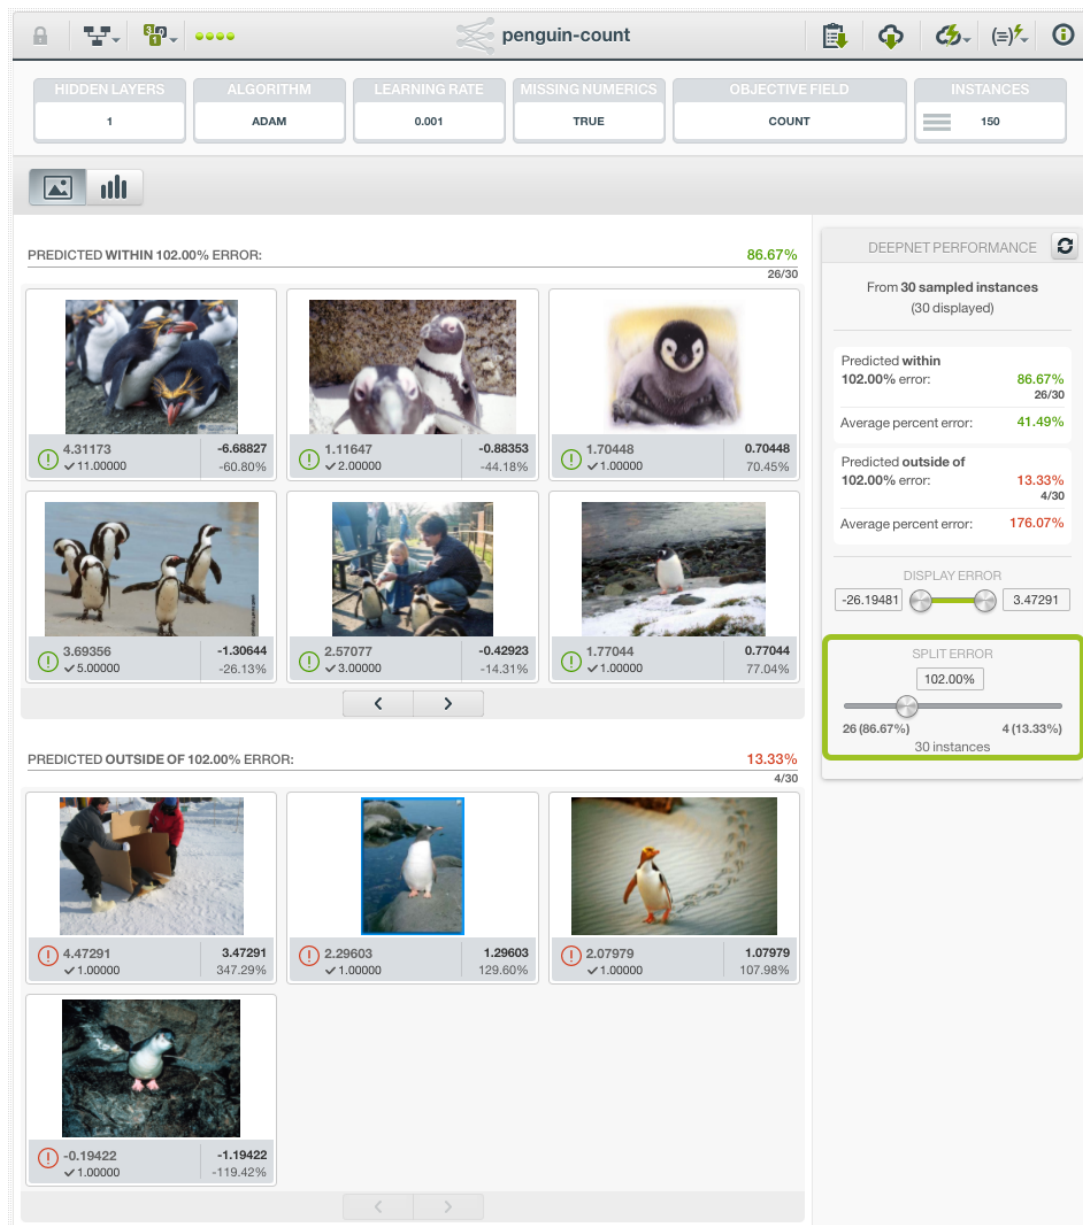 penguin-count
HIDDEN LAYERS
1
ALGORITHM
ADAM
LEARNING RATE
0.001
MISSING NUMERICS
TRUE
OBJECTIVE FIELD
COUNT
INSTANCES
150
PREDICTED WITHIN 102.00% ERROR:
86.67%
26/30
4.31173
✓ 11.00000
-6.68827
-60.80%
1.11647
✓ 2.00000
-0.88353
-44.18%
1.70448
✓ 1.00000
0.70448
70.45%
3.69356
✓ 5.00000
-1.30644
-26.13%
2.57077
✓ 3.00000
-0.42923
-14.31%
1.77044
✓ 1.00000
0.77044
77.04%
PREDICTED OUTSIDE OF 102.00% ERROR:
13.33%
4/30
4.47291
✓ 1.00000
3.47291
347.29%
2.29603
✓ 1.00000
1.29603
129.60%
2.07979
✓ 1.00000
1.07979
107.98%
-0.19422
✓ 1.00000
-1.19422
-119.42%
DEEPNET PERFORMANCE
From 30 sampled instances
(30 displayed)
Predicted within
102.00% error:
86.67%
26/30
Average percent error:
41.49%
Predicted outside of
102.00% error:
13.33%
4/30
Average percent error:
176.07%
DISPLAY ERROR
-26.19481
3.47291
SPLIT ERROR
102.00%
26 (86.67%)
4 (13.33%)
30 instances